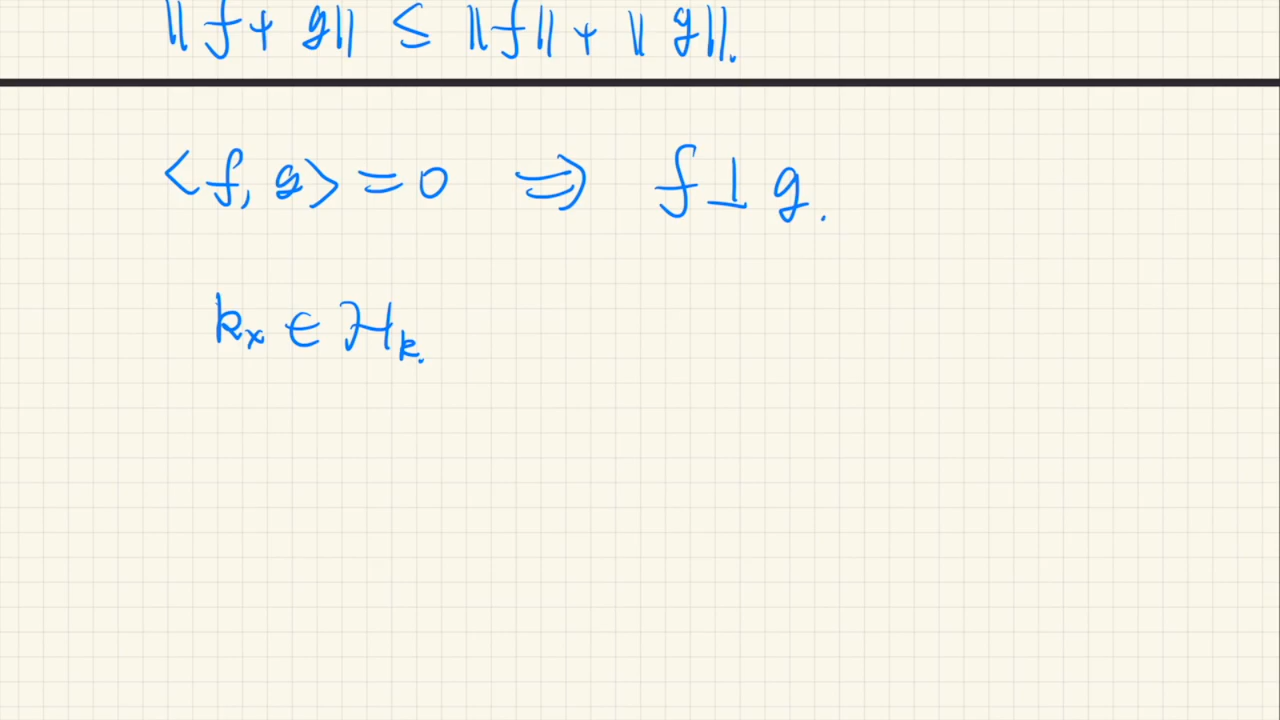 ‖f + g‖ ≤ ‖f‖ + ‖g‖.
<f, g> = 0 ⇒ f ⊥ g.
kₓ ∈ ℋₖ.